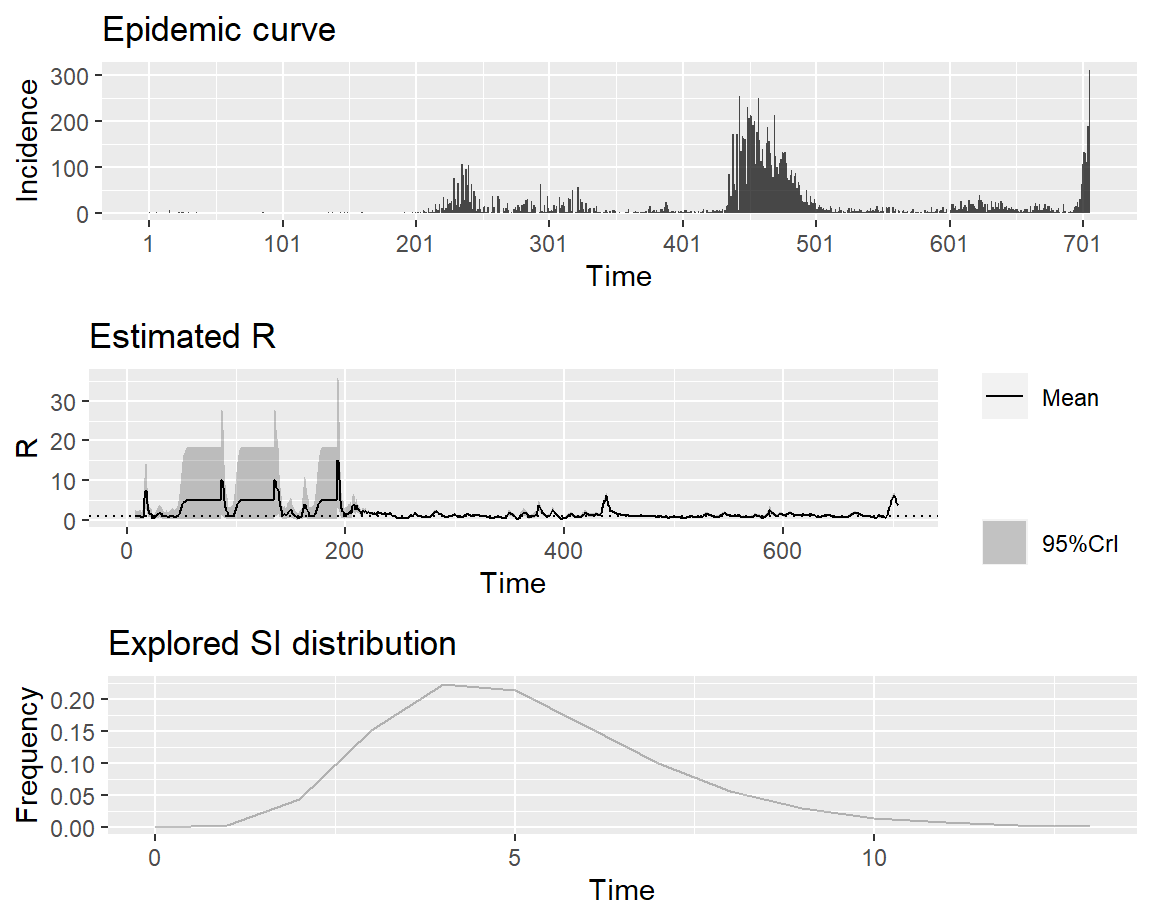 Epidemic curve
Incidence
300
200
100
0
1 101 201 301 401 501 601 701
Time
Estimated R
R
30
20
10
0
0 200 400 600
Time
Mean
95%CrI
Explored SI distribution
Frequency
0.20
0.15
0.10
0.05
0.00
0 5 10
Time